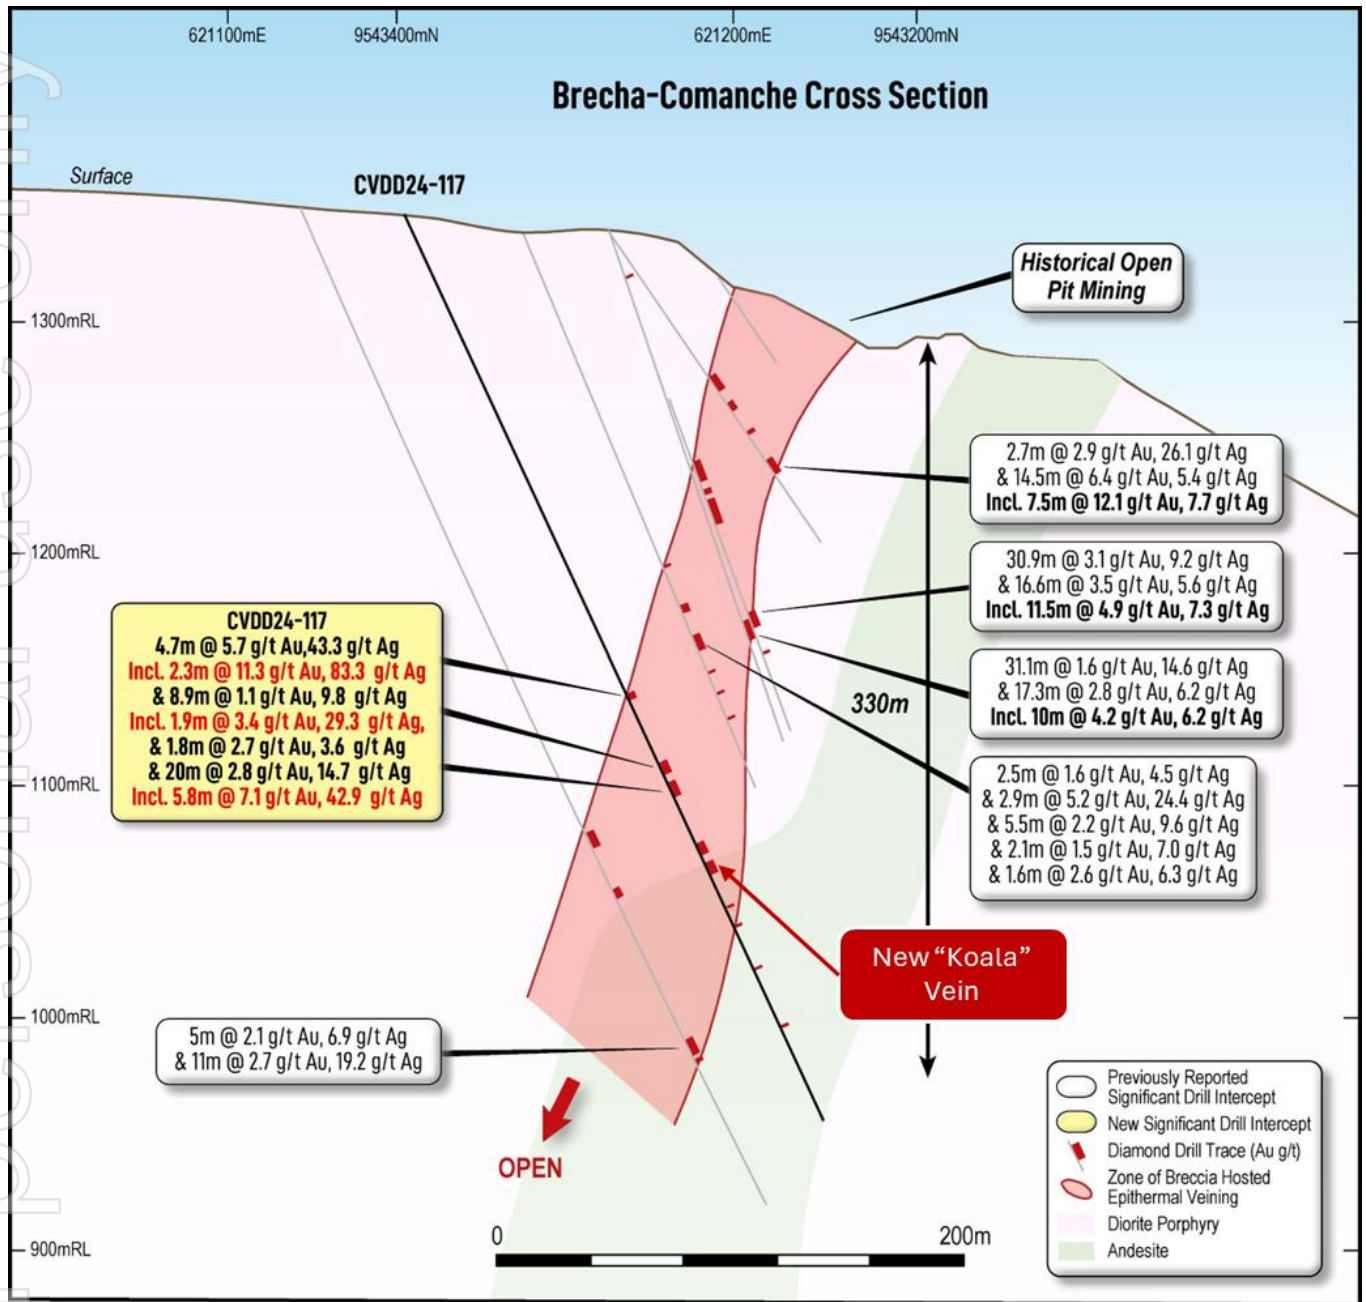 621100mE
9543400mN
621200mE
9543200mN
Brecha-Comanche Cross Section
Surface
CVDD24-117
Historical Open
Pit Mining
1300mRL
2.7m @ 2.9 g/t Au, 26.1 g/t Ag
& 14.5m @ 6.4 g/t Au, 5.4 g/t Ag
Incl. 7.5m @ 12.1 g/t Au, 7.7 g/t Ag
1200mRL
30.9m @ 3.1 g/t Au, 9.2 g/t Ag
& 16.6m @ 3.5 g/t Au, 5.6 g/t Ag
Incl. 11.5m @ 4.9 g/t Au, 7.3 g/t Ag
CVDD24-117
4.7m @ 5.7 g/t Au,43.3 g/t Ag
Incl. 2.3m @ 11.3 g/t Au, 83.3 g/t Ag
& 8.9m @ 1.1 g/t Au, 9.8 g/t Ag
Incl. 1.9m @ 3.4 g/t Au, 29.3 g/t Ag,
& 1.8m @ 2.7 g/t Au, 3.6 g/t Ag
& 20m @ 2.8 g/t Au, 14.7 g/t Ag
Incl. 5.8m @ 7.1 g/t Au, 42.9 g/t Ag
31.1m @ 1.6 g/t Au, 14.6 g/t Ag
& 17.3m @ 2.8 g/t Au, 6.2 g/t Ag
Incl. 10m @ 4.2 g/t Au, 6.2 g/t Ag
330m
1100mRL
2.5m @ 1.6 g/t Au, 4.5 g/t Ag
& 2.9m @ 5.2 g/t Au, 24.4 g/t Ag
& 5.5m @ 2.2 g/t Au, 9.6 g/t Ag
& 2.1m @ 1.5 g/t Au, 7.0 g/t Ag
& 1.6m @ 2.6 g/t Au, 6.3 g/t Ag
New “Koala”
Vein
1000mRL
5m @ 2.1 g/t Au, 6.9 g/t Ag
& 11m @ 2.7 g/t Au, 19.2 g/t Ag
OPEN
900mRL
0
200m
Previously Reported
Significant Drill Intercept
New Significant Drill Intercept
Diamond Drill Trace (Au g/t)
Zone of Breccia Hosted
Epithermal Veining
Diorite Porphyry
Andesite
personal use only